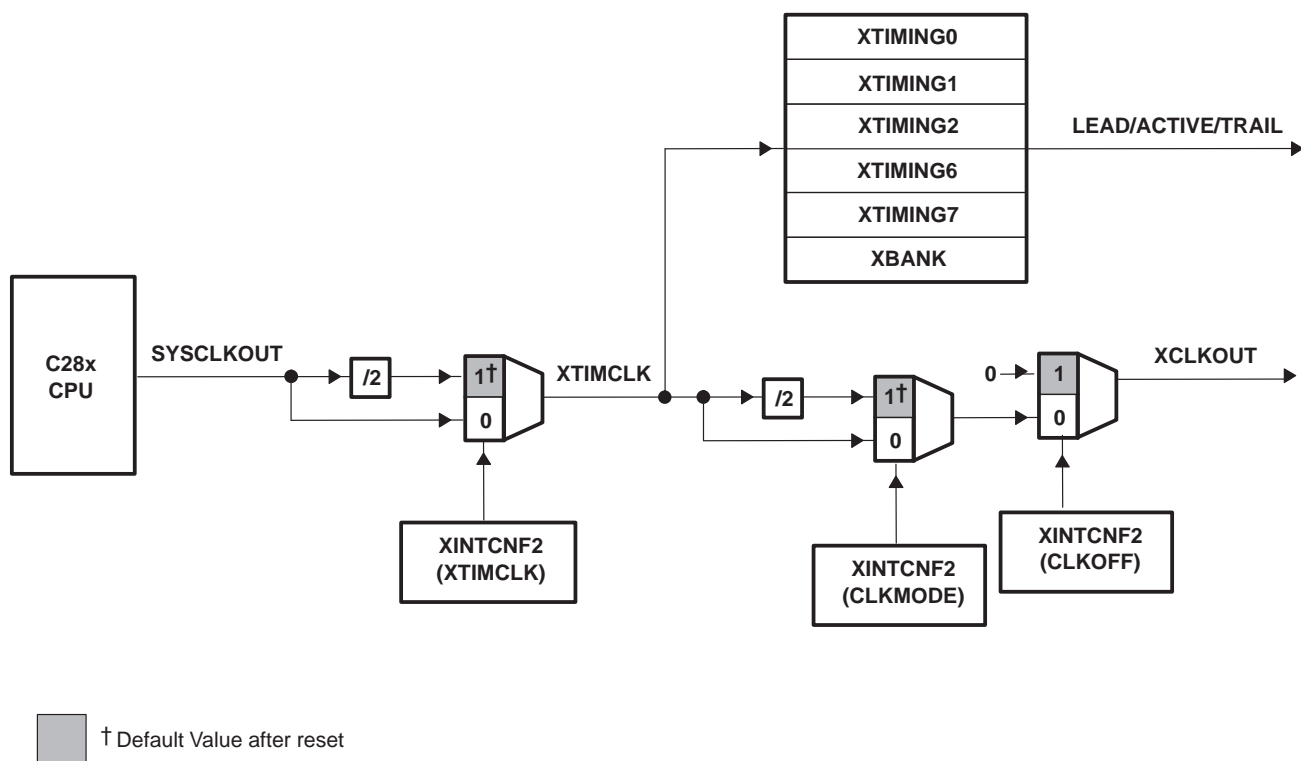 XTIMING0
XTIMING1
XTIMING2
XTIMING6
XTIMING7
XBANK
LEAD/ACTIVE/TRAIL
C28x
CPU
SYSCLKOUT
/2
1†
0
XTIMCLK
/2
1†
0
0
1
0
XCLKOUT
XINTCNF2
(XTIMCLK)
XINTCNF2
(CLKMODE)
XINTCNF2
(CLKOFF)
† Default Value after reset